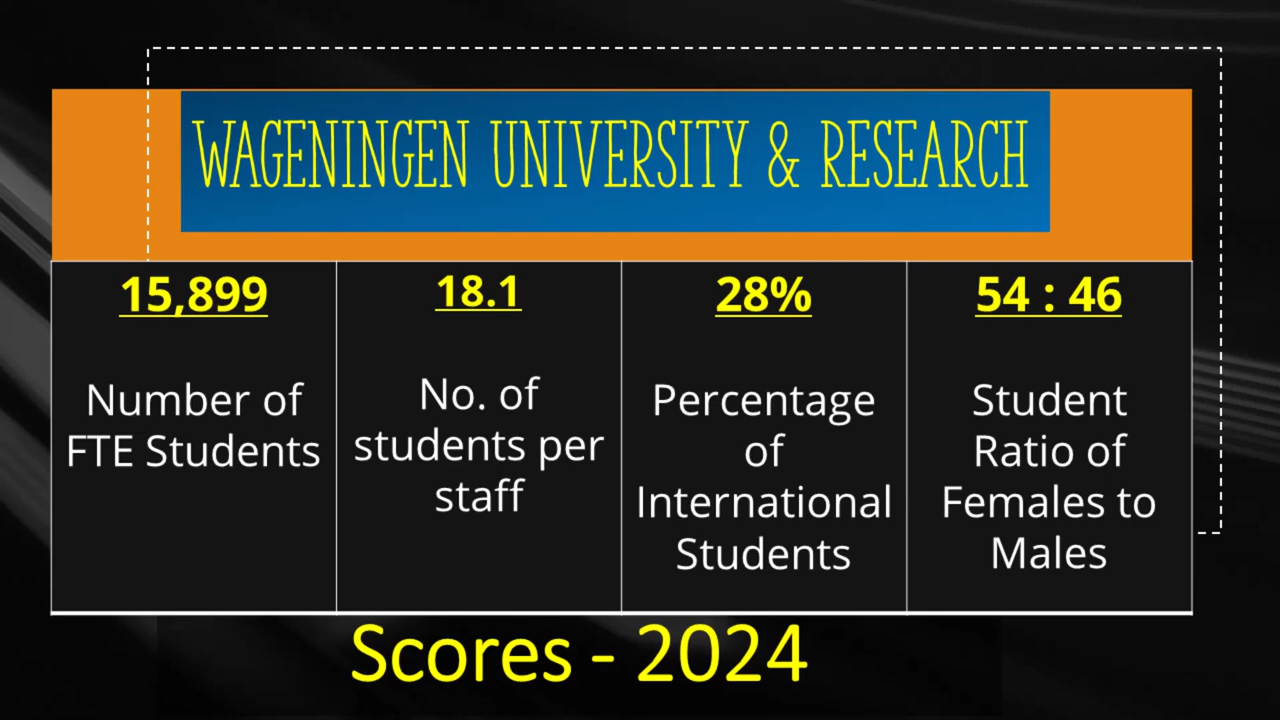 WAGENINGEN UNIVERSITY & RESEARCH
15,899
Number of
FTE Students
18.1
No. of
students per
staff
28%
Percentage
of
International
Students
54 : 46
Student
Ratio of
Females to
Males
Scores - 2024